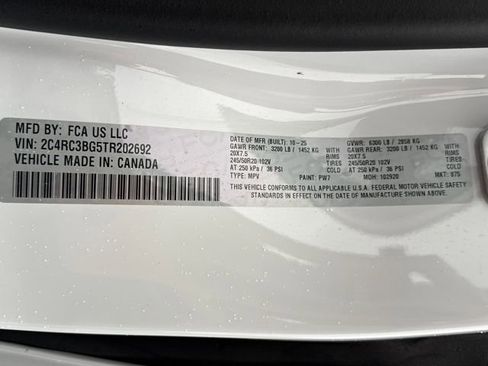 MFD BY: FCA US LLC
VIN: 2C4RC3BG5TR202692
VEHICLE MADE IN: CANADA
DATE OF MFR (BUILT): 10-25 GVWR: 6300 LB / 2858 KG
GAWR FRONT: 3200 LB / 1452 KG WITH GAWR REAR: 3200 LB / 1452 KG WITH
20X7.5 20X7.5
245/50R20 102V 245/50R20 102V
AT 250 kPa / 36 PSI COLD AT 250 kPa / 36 PSI COLD
TYPE: MPV PAINT: PW7 MDH: 102920 MKT: 875
THIS VEHICLE CONFORMS TO ALL APPLICABLE U.S.A. FEDERAL MOTOR VEHICLE SAFETY
STANDARDS IN EFFECT ON THE DATE OF MANUFACTURE SHOWN ABOVE.